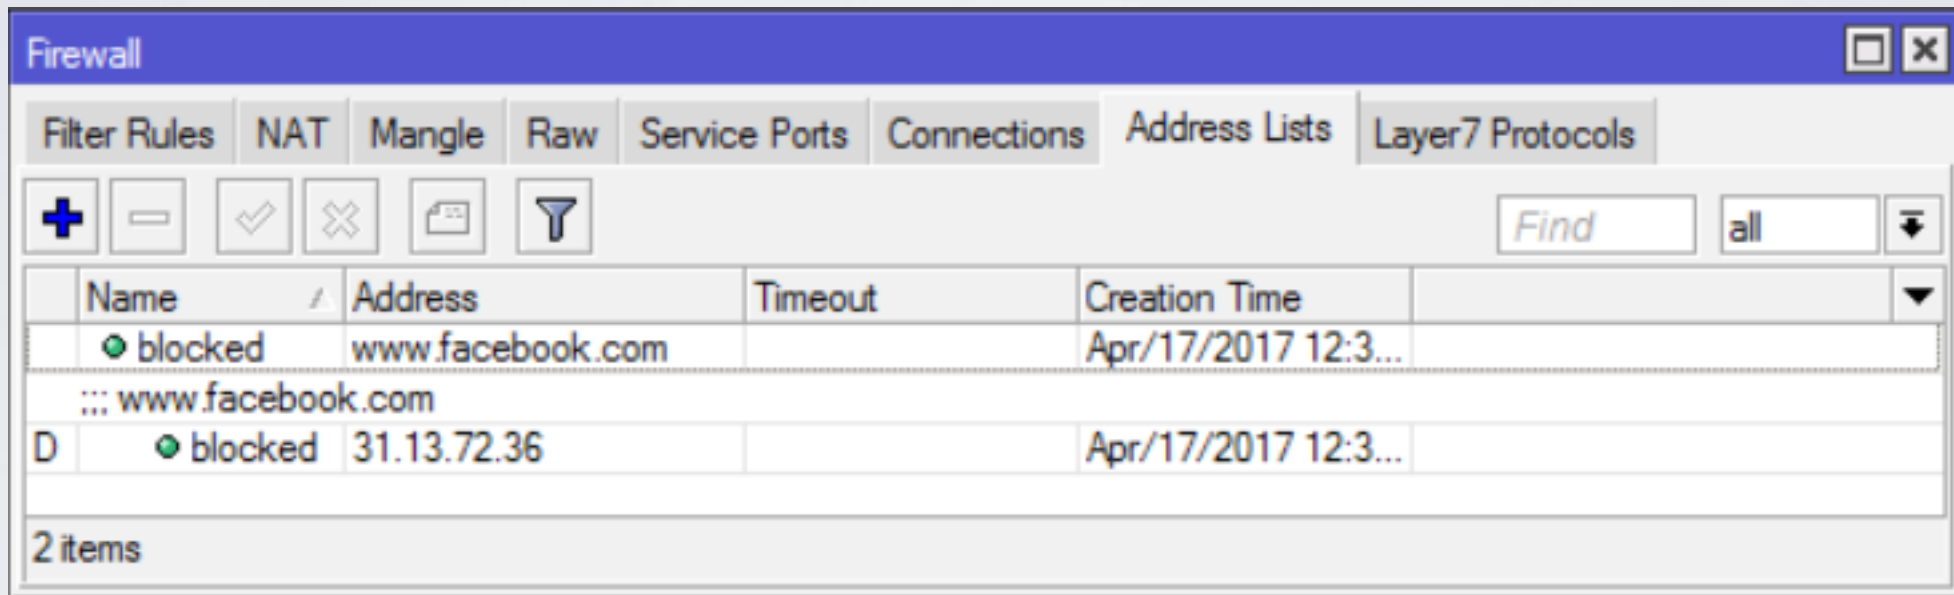 Firewall
Filter Rules NAT Mangle Raw Service Ports Connections Address Lists Layer7 Protocols
Find all
Name Address Timeout Creation Time
blocked www.facebook.com Apr/17/2017 12:3...
;;; www.facebook.com
D blocked 31.13.72.36 Apr/17/2017 12:3...
2 items